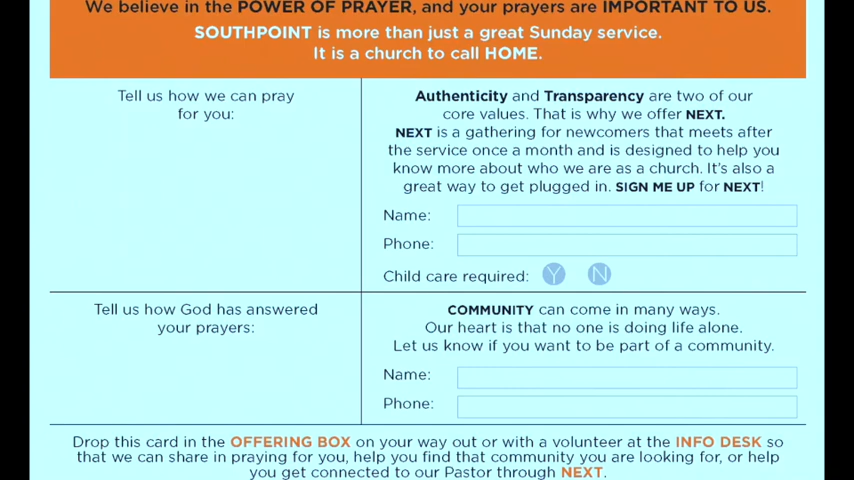 We believe in the POWER OF PRAYER, and your prayers are IMPORTANT TO US.
SOUTHPOINT is more than just a great Sunday service.
It is a church to call HOME.
Tell us how we can pray
for you:
Authenticity and Transparency are two of our
core values. That is why we offer NEXT.
NEXT is a gathering for newcomers that meets after
the service once a month and is designed to help you
know more about who we are as a church. It's also a
great way to get plugged in. SIGN ME UP for NEXT!
Name:
Phone:
Child care required: Y N
Tell us how God has answered
your prayers:
COMMUNITY can come in many ways.
Our heart is that no one is doing life alone.
Let us know if you want to be part of a community.
Name:
Phone:
Drop this card in the OFFERING BOX on your way out or with a volunteer at the INFO DESK so
that we can share in praying for you, help you find that community you are looking for, or help
you get connected to our Pastor through NEXT.